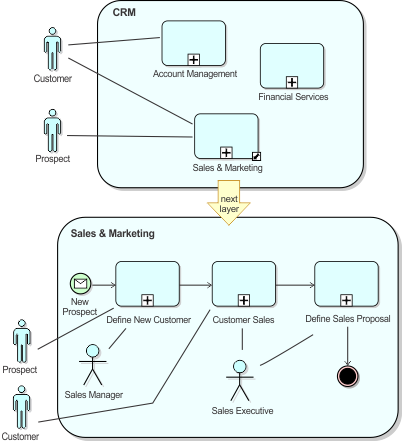 CRM
Customer
Account Management
Financial Services
Prospect
Sales & Marketing
next
layer
Sales & Marketing
New
Prospect
Define New Customer
Customer Sales
Define Sales Proposal
Prospect
Sales Manager
Sales Executive
Customer